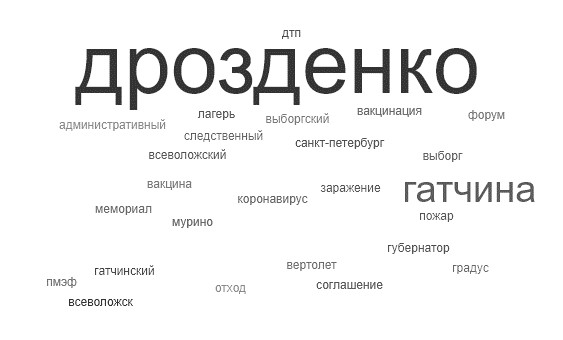 дтп
дрозденко
лагерь
вакцинация
форум
административный
выборгский
следственный
санкт-петербург
всеволожский
выборг
вакцина
заражение
гатчина
коронавирус
мемориал
мурино
пожар
губернатор
гатчинский
вертолет
градус
пмэф
отход
соглашение
всеволожск